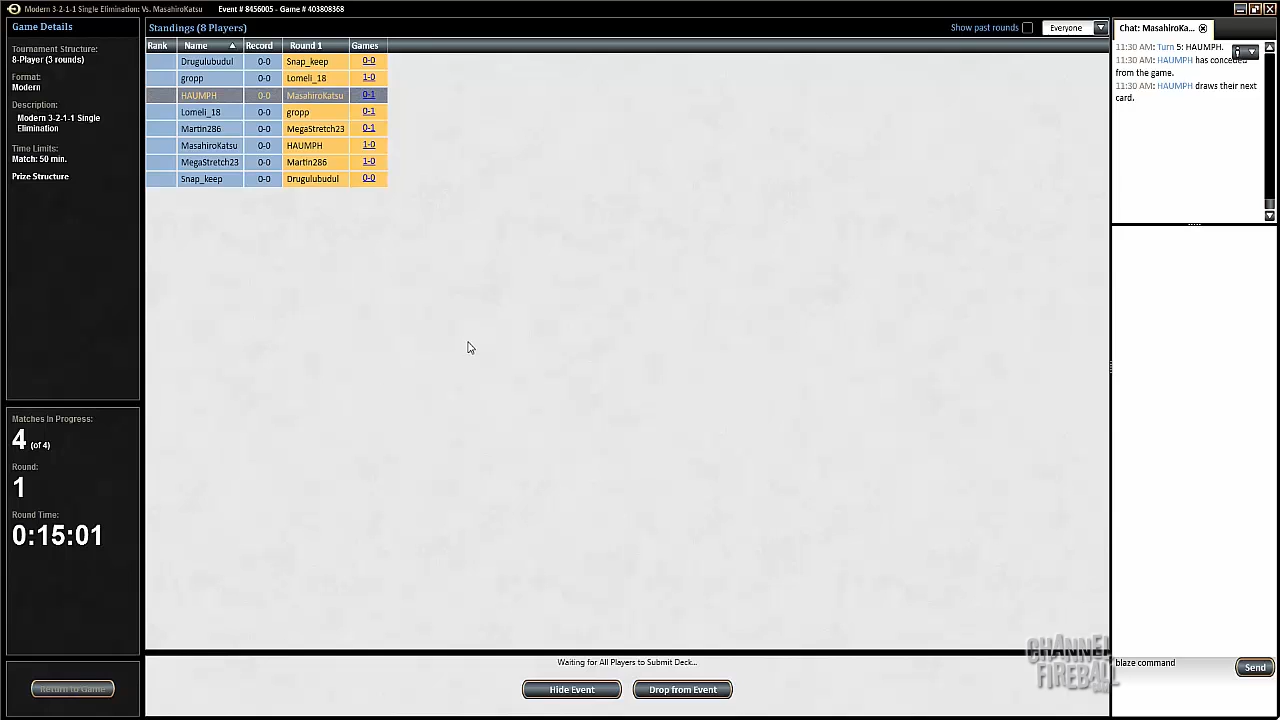 Modern 3-2-1-1 Single Elimination: Vs. MasahiroKatsu Event # 8456005 - Game # 403808368
Game Details
Tournament Structure:
8-Player (3 rounds)
Format:
Modern
Description:
Modern 3-2-1-1 Single
Elimination
Time Limits:
Match: 50 min.
Prize Structure
Matches In Progress:
4 (of 4)
Round:
1
Round Time:
0:15:01
Return to Game
Standings (8 Players) Show past rounds Everyone
Rank Name Record Round 1 Games
Drugulubudul 0-0 Snap_keep 0-0
gropp 0-0 Lomeli_18 1-0
HAUMPH 0-0 MasahiroKatsu 0-1
Lomeli_18 0-0 gropp 0-1
Martin286 0-0 MegaStretch23 0-1
MasahiroKatsu 0-0 HAUMPH 1-0
MegaStretch23 0-0 Martin286 1-0
Snap_keep 0-0 Drugulubudul 0-0
Waiting for All Players to Submit Deck...
Hide Event Drop from Event
Chat: MasahiroKa...
11:30 AM: Turn 5: HAUMPH.
11:30 AM: HAUMPH has conceded
from the game.
11:30 AM: HAUMPH draws their next
card.
blaze command
Send
CHANNEL
FIREBALL